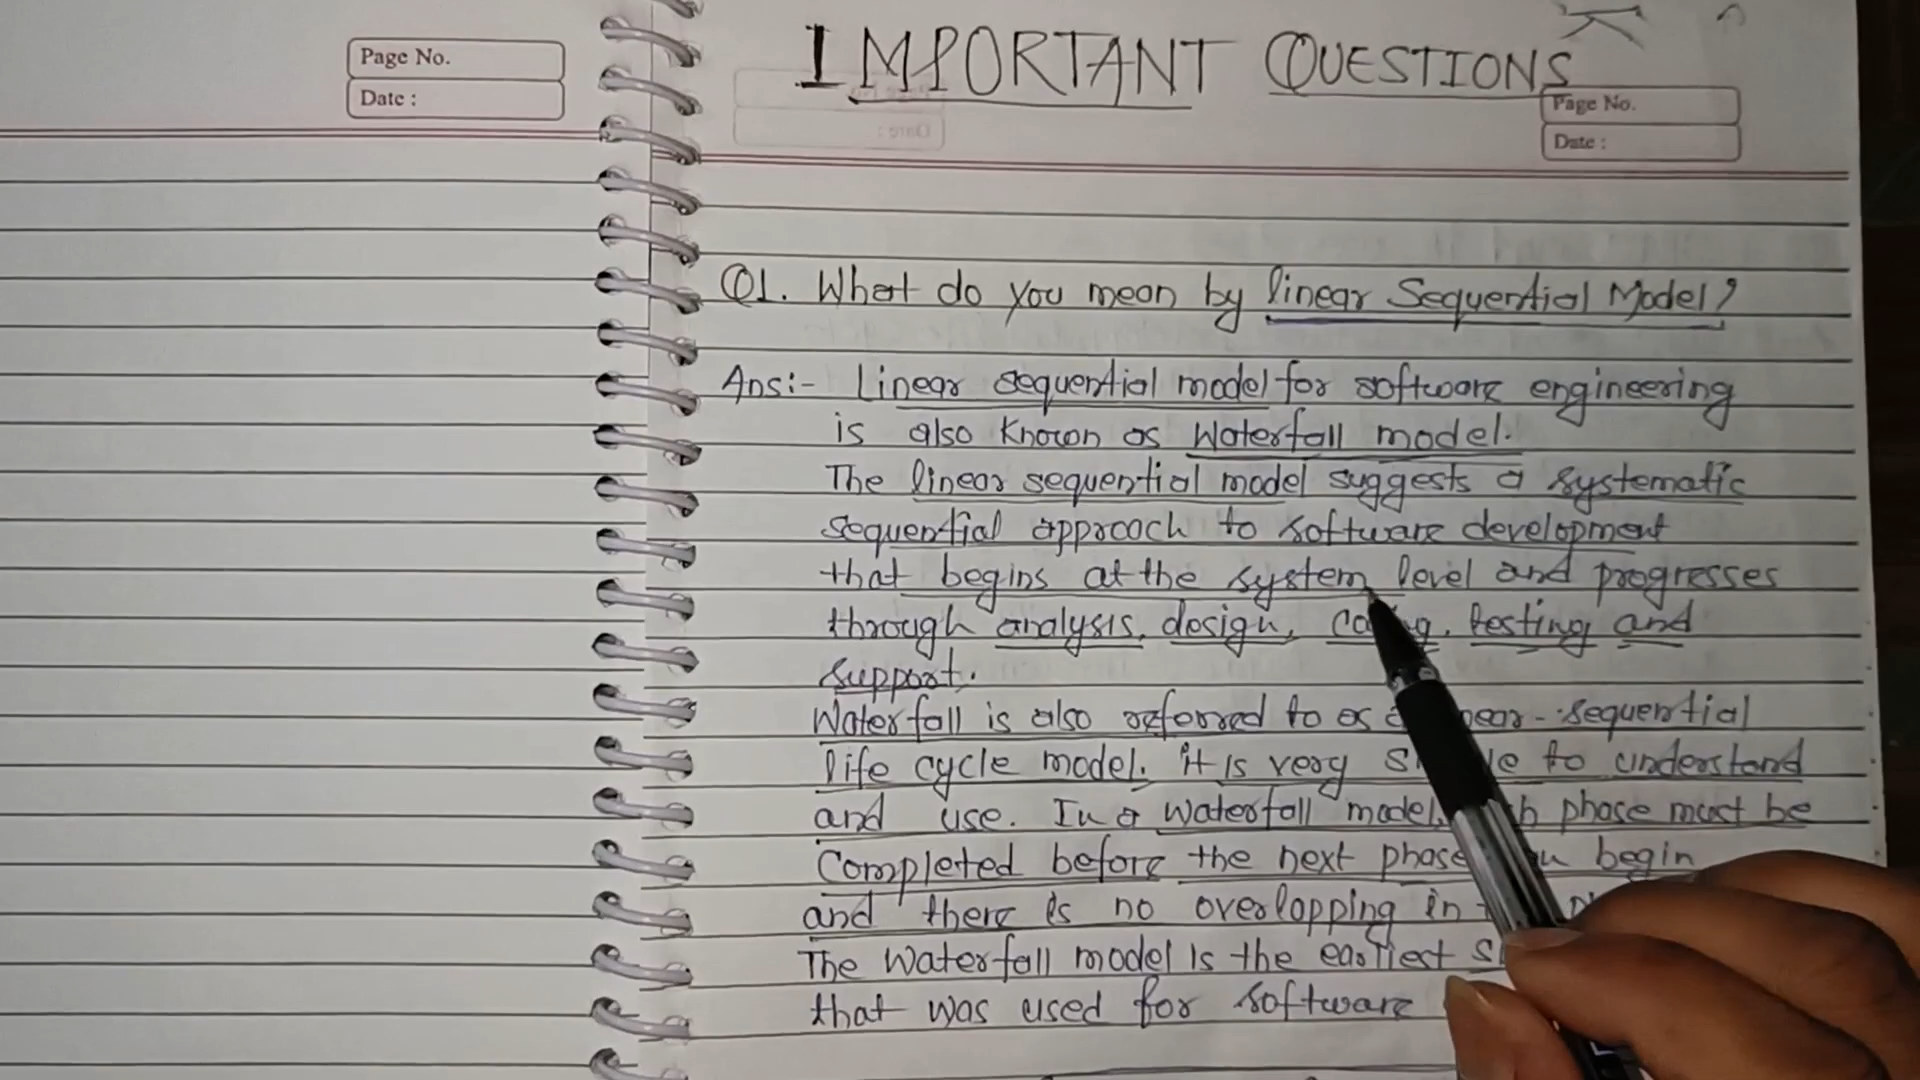 Page No.
Date :
IMPORTANT QUESTIONS
Page No.
Date :
Q1. What do you mean by linear Sequential Model?
Ans:- Linear sequential model for software engineering
is also known as Waterfall model.
The linear sequential model suggests a systematic
sequential approach to software development
that begins at the system level and progresses
through analysis, design, coding, testing and
support.
Waterfall is also referred to as a linear-sequential
life cycle model. it is very simple to understand
and use. In a waterfall model, phase must be
Completed before the next phase begin
and there is no overlapping in
The Waterfall model is the earliest
that was used for software